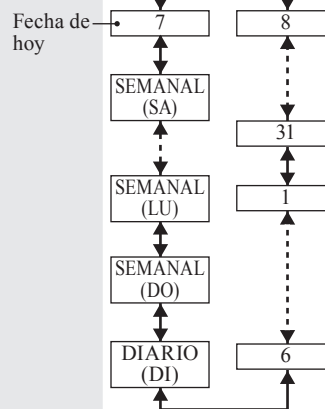 Fecha de
hoy
7
SEMANAL
(SA)
SEMANAL
(LU)
SEMANAL
(DO)
DIARIO
(DI)
8
31
1
6